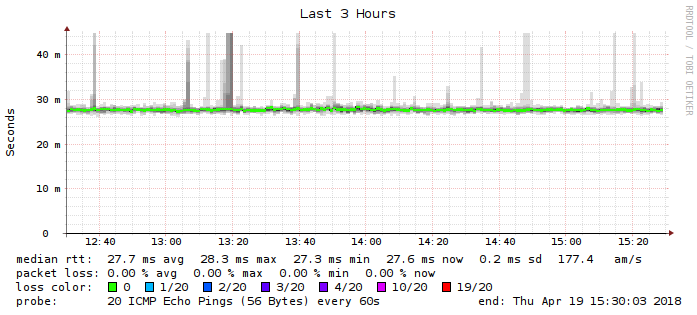 Last 3 Hours
RRDTOOL / TOBI OETIKER
Seconds
40 m
30 m
20 m
10 m
0
12:40 13:00 13:20 13:40 14:00 14:20 14:40 15:00 15:20
median rtt: 27.7 ms avg 28.3 ms max 27.3 ms min 27.6 ms now 0.2 ms sd 177.4 am/s
packet loss: 0.00 % avg 0.00 % max 0.00 % min 0.00 % now
loss color: 0 1/20 2/20 3/20 4/20 10/20 19/20
probe: 20 ICMP Echo Pings (56 Bytes) every 60s end: Thu Apr 19 15:30:03 2018